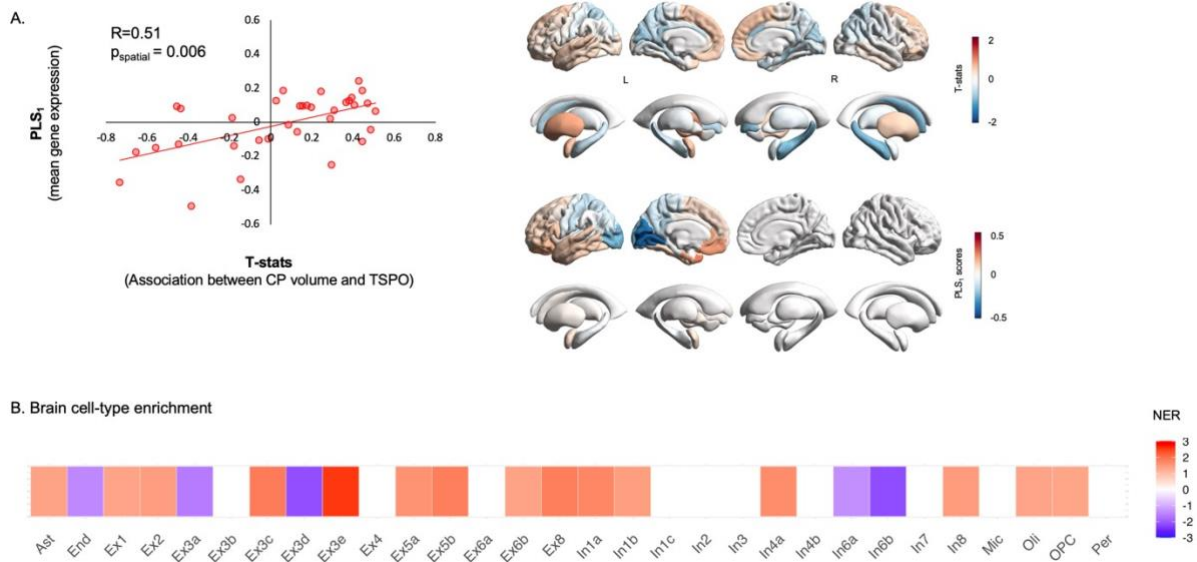 A.
R=0.51
pspatial = 0.006
PLS1
(mean gene expression)
0.6
0.4
0.2
0
-0.2
-0.4
-0.6
-0.8 -0.6 -0.4 -0.2 0 0.2 0.4 0.6 0.8
T-stats
(Association between CP volume and TSPO)
L R
2
0
-2
T-stats
0.5
0
-0.5
PLS1 scores
B. Brain cell-type enrichment
NER
3
2
1
0
-1
-2
-3
Ast End Ex1 Ex2 Ex3a Ex3b Ex3c Ex3d Ex3e Ex4 Ex5a Ex5b Ex6a Ex6b Ex8 In1a In1b In1c In2 In3 In4a In4b In6a In6b In7 In8 Mic Oli OPC Per